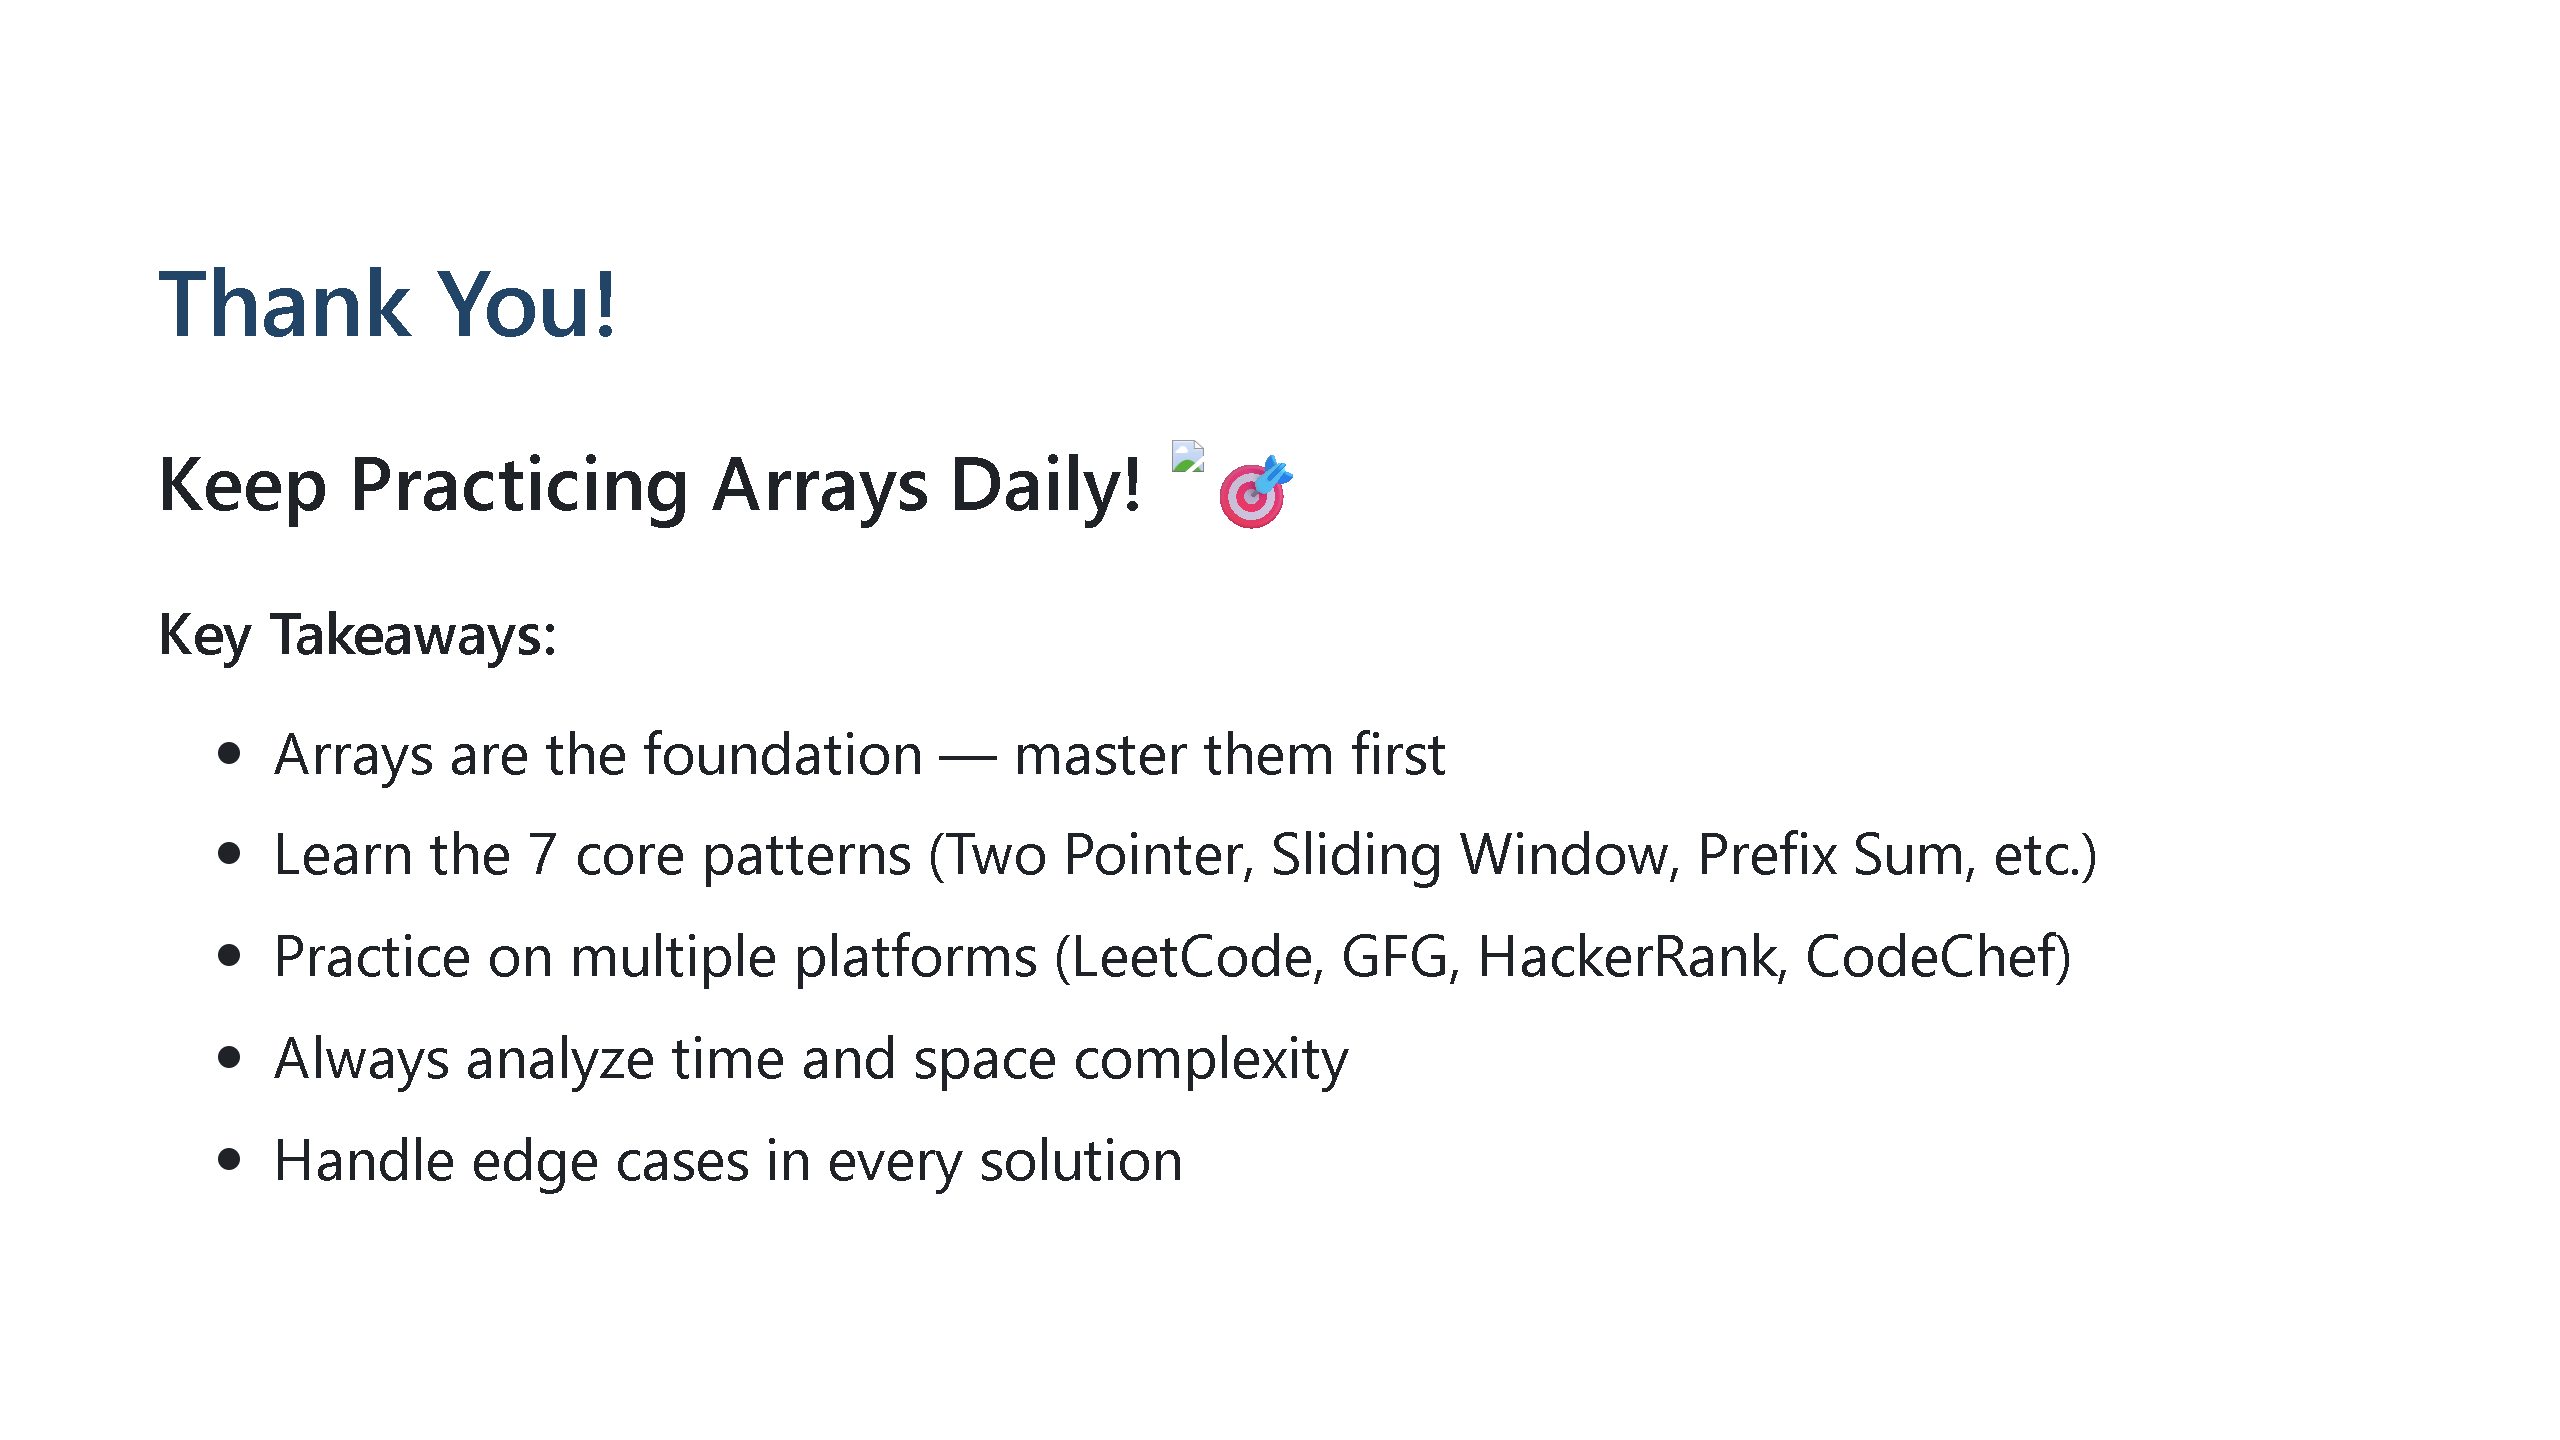 Thank You!
Keep Practicing Arrays Daily! 🎯
Key Takeaways:
• Arrays are the foundation — master them first
• Learn the 7 core patterns (Two Pointer, Sliding Window, Prefix Sum, etc.)
• Practice on multiple platforms (LeetCode, GFG, HackerRank, CodeChef)
• Always analyze time and space complexity
• Handle edge cases in every solution